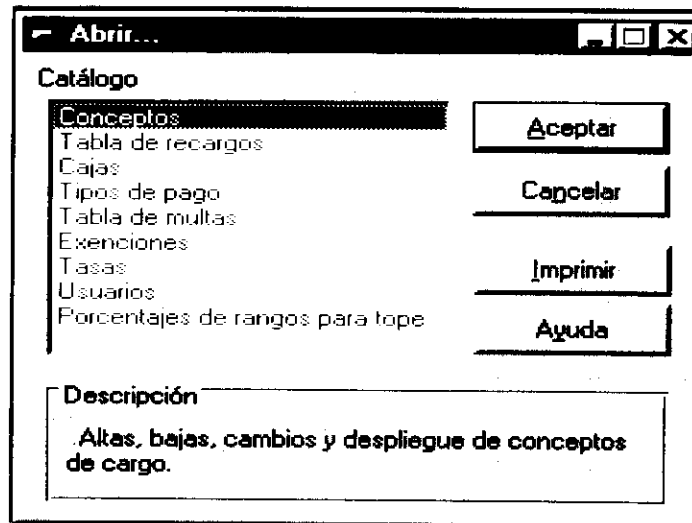 Abrir...
Catálogo
Conceptos
Tabla de recargos
Cajas
Tipos de pago
Tabla de multas
Exenciones
Tasas
Usuarios
Porcentajes de rangos para tope
Aceptar
Cancelar
Imprimir
Ayuda
Descripción
Altas, bajas, cambios y despliegue de conceptos
de cargo.